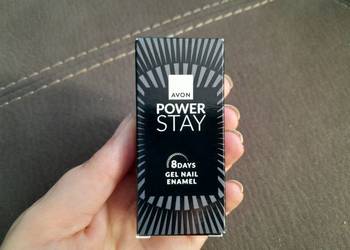 AVON
POWER
STAY
8DAYS
GEL NAIL
ENAMEL